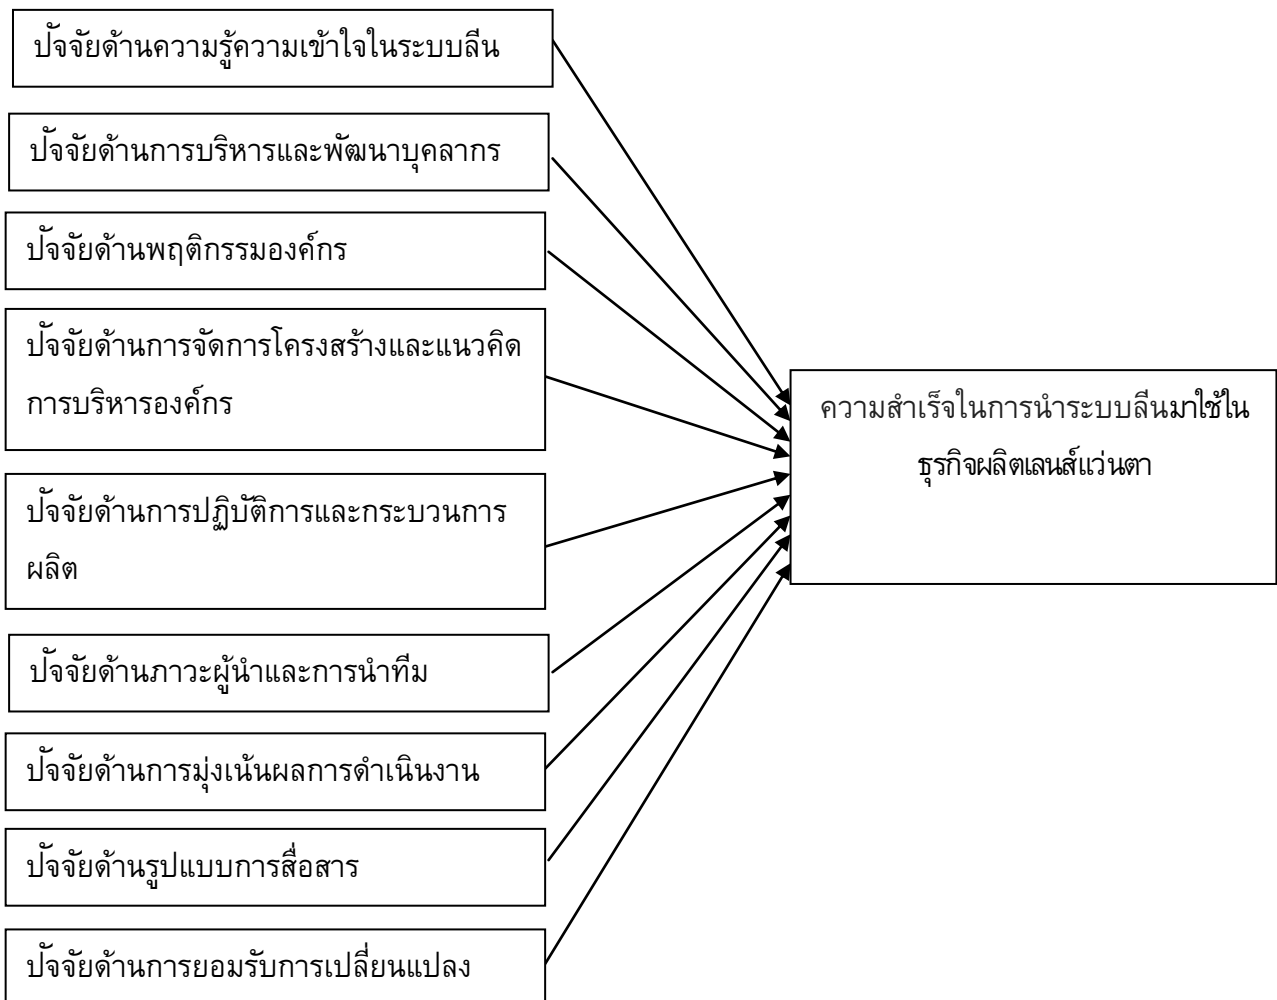 ปัจจัยด้านความรู้ความเข้าใจในระบบลีน
ปัจจัยด้านการบริหารและพัฒนาบุคลากร
ปัจจัยด้านพฤติกรรมองค์กร
ปัจจัยด้านการจัดการโครงสร้างและแนวคิด
การบริหารองค์กร
ปัจจัยด้านการปฏิบัติการและกระบวนการ
ผลิต
ปัจจัยด้านภาวะผู้นำและการนำทีม
ปัจจัยด้านการมุ่งเน้นผลการดำเนินงาน
ปัจจัยด้านรูปแบบการสื่อสาร
ปัจจัยด้านการยอมรับการเปลี่ยนแปลง
ความสำเร็จในการนำระบบลีนมาใช้ใน
ธุรกิจผลิตเลนส์แว่นตา